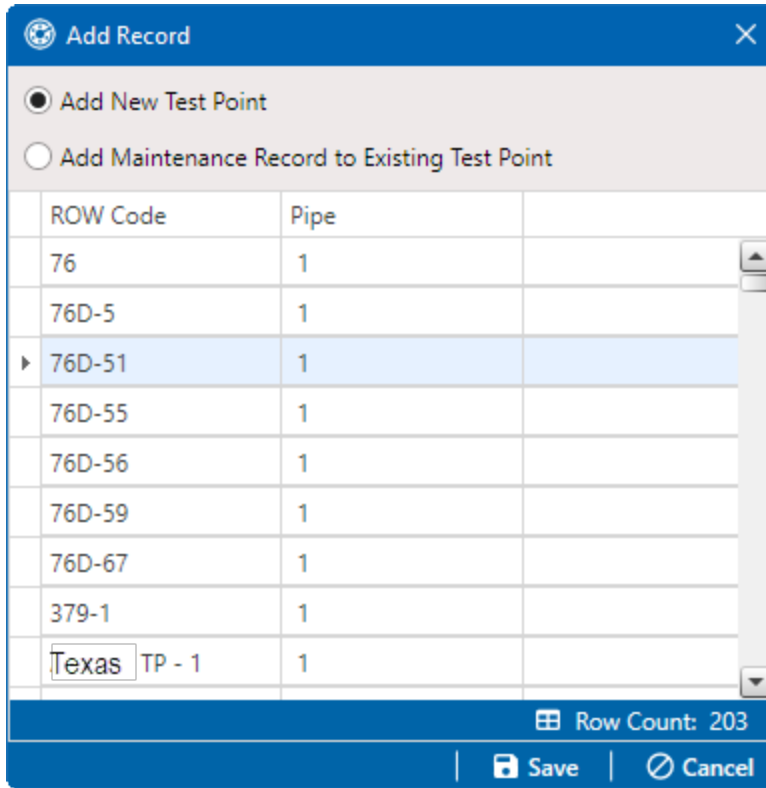 Add Record
Add New Test Point
Add Maintenance Record to Existing Test Point
ROW Code Pipe
76 1
76D-5 1
76D-51 1
76D-55 1
76D-56 1
76D-59 1
76D-67 1
379-1 1
Texas TP - 1 1
Row Count: 203
Save Cancel